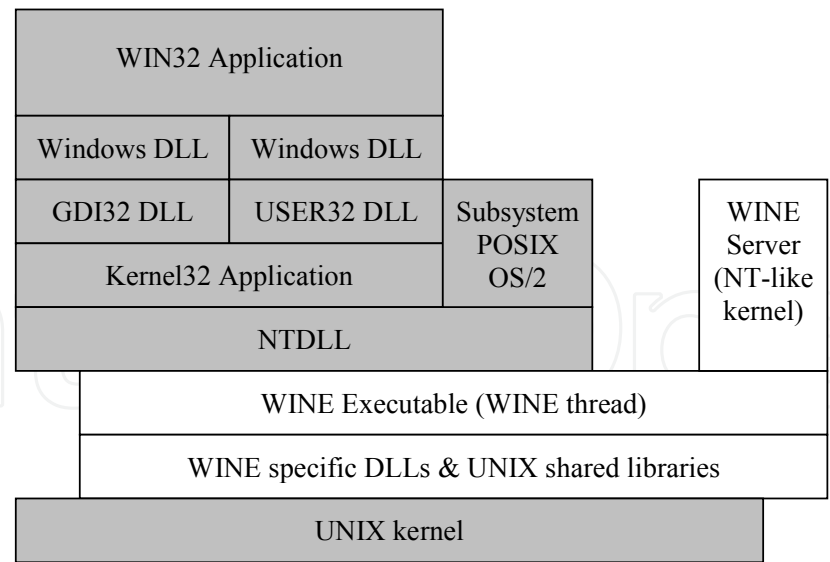 WIN32 Application
Windows DLL
Windows DLL
GDI32 DLL
USER32 DLL
Subsystem
POSIX
OS/2
WINE
Server
(NT-like
kernel)
Kernel32 Application
NTDLL
WINE Executable (WINE thread)
WINE specific DLLs & UNIX shared libraries
UNIX kernel